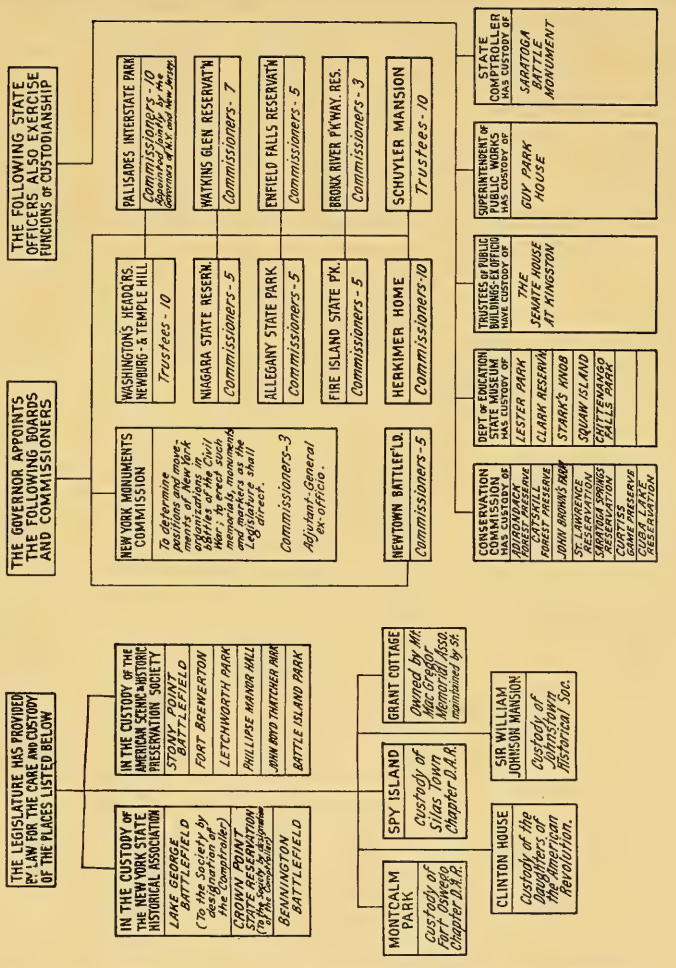 THE LEGISLATURE HAS PROVIDED
BY LAW FOR THE CARE AND CUSTODY
OF THE PLACES LISTED BELOW
IN THE CUSTODY OF
THE NEW YORK STATE
HISTORICAL ASSOCIATION
LAKE GEORGE
BATTLEFIELD
(To the Society by
designation of
the Comptroller)
CROWN POINT
STATE RESERVATION
(To the Society by designation
of the Comptroller)
BENNINGTON
BATTLEFIELD
IN THE CUSTODY OF THE
AMERICAN SCENIC & HISTORIC
PRESERVATION SOCIETY
STONY POINT
BATTLEFIELD
FORT BREWERTON
LETCHWORTH PARK
PHILLIPSE MANOR HALL
JOHN BOYD THATCHER PARK
BATTLE ISLAND PARK
MONTCALM
PARK
Custody of
Fort Oswego
Chapter D.A.R.
SPY ISLAND
Custody of
Silas Town
Chapter D.A.R.
GRANT COTTAGE
Owned by Mt.
Mac Gregor
Memorial Asso.
maintained by St.
CLINTON HOUSE
Custody of the
Daughters of
the American
Revolution.
SIR WILLIAM
JOHNSON MANSION
Custody of
Johnstown
Historical Soc.
THE GOVERNOR APPOINTS
THE FOLLOWING BOARDS
AND COMMISSIONERS
NEW YORK MONUMENTS
COMMISSION
To determine
positions and move-
ments of New York
organizations in
battles of the Civil
War; to erect such
memorials, monuments
and markers as the
Legislature shall
direct.
Commissioners-3
Adjutant-General
ex-officio.
NEWTOWN BATTLEF'LD.
Commissioners-5
WASHINGTON'S HEADQ'RS.
NEWBURG- & TEMPLE HILL
Trustees - 10
NIAGARA STATE RESER'N.
Commissioners-5
ALLEGANY STATE PARK
Commissioners - 5
FIRE ISLAND STATE P'K.
Commissioners - 5
HERKIMER HOME
Commissioners-10
PALISADES INTERSTATE PARK
Commissioners - 10
Appointed jointly by the
Governors of N.Y. and New Jersey.
WATKINS GLEN RESERVAT'N
Commissioners - 7
ENFIELD FALLS RESERVAT'N
Commissioners - 5
BRONX RIVER P'KWAY. RES.
Commissioners - 3
SCHUYLER MANSION
Trustees - 10
THE FOLLOWING STATE
OFFICERS ALSO EXERCISE
FUNCTIONS OF CUSTODIANSHIP
CONSERVATION
COMMISSION
HAS CUSTODY OF
ADIRONDACK
FOREST PRESERVE
CATSKILL
FOREST PRESERVE
JOHN BROWN'S FARM
ST. LAWRENCE
RESERVATION
SARATOGA SPRINGS
RESERVATION
CURTISS
GAME PRESERVE
CUBA LAKE
RESERVATION
DEPT OF EDUCATION
STATE MUSEUM
HAS CUSTODY OF
LESTER PARK
CLARK RESERV'N
STARK'S KNOB
SQUAW ISLAND
CHITTENANGO
FALLS PARK
TRUSTEES OF PUBLIC
BUILDINGS-EX OFFICIO
HAVE CUSTODY OF
THE
SENATE HOUSE
AT KINGSTON
SUPERINTENDENT OF
PUBLIC WORKS
HAS CUSTODY OF
GUY PARK
HOUSE
STATE
COMPTROLLER
HAS CUSTODY OF
SARATOGA
BATTLE
MONUMENT